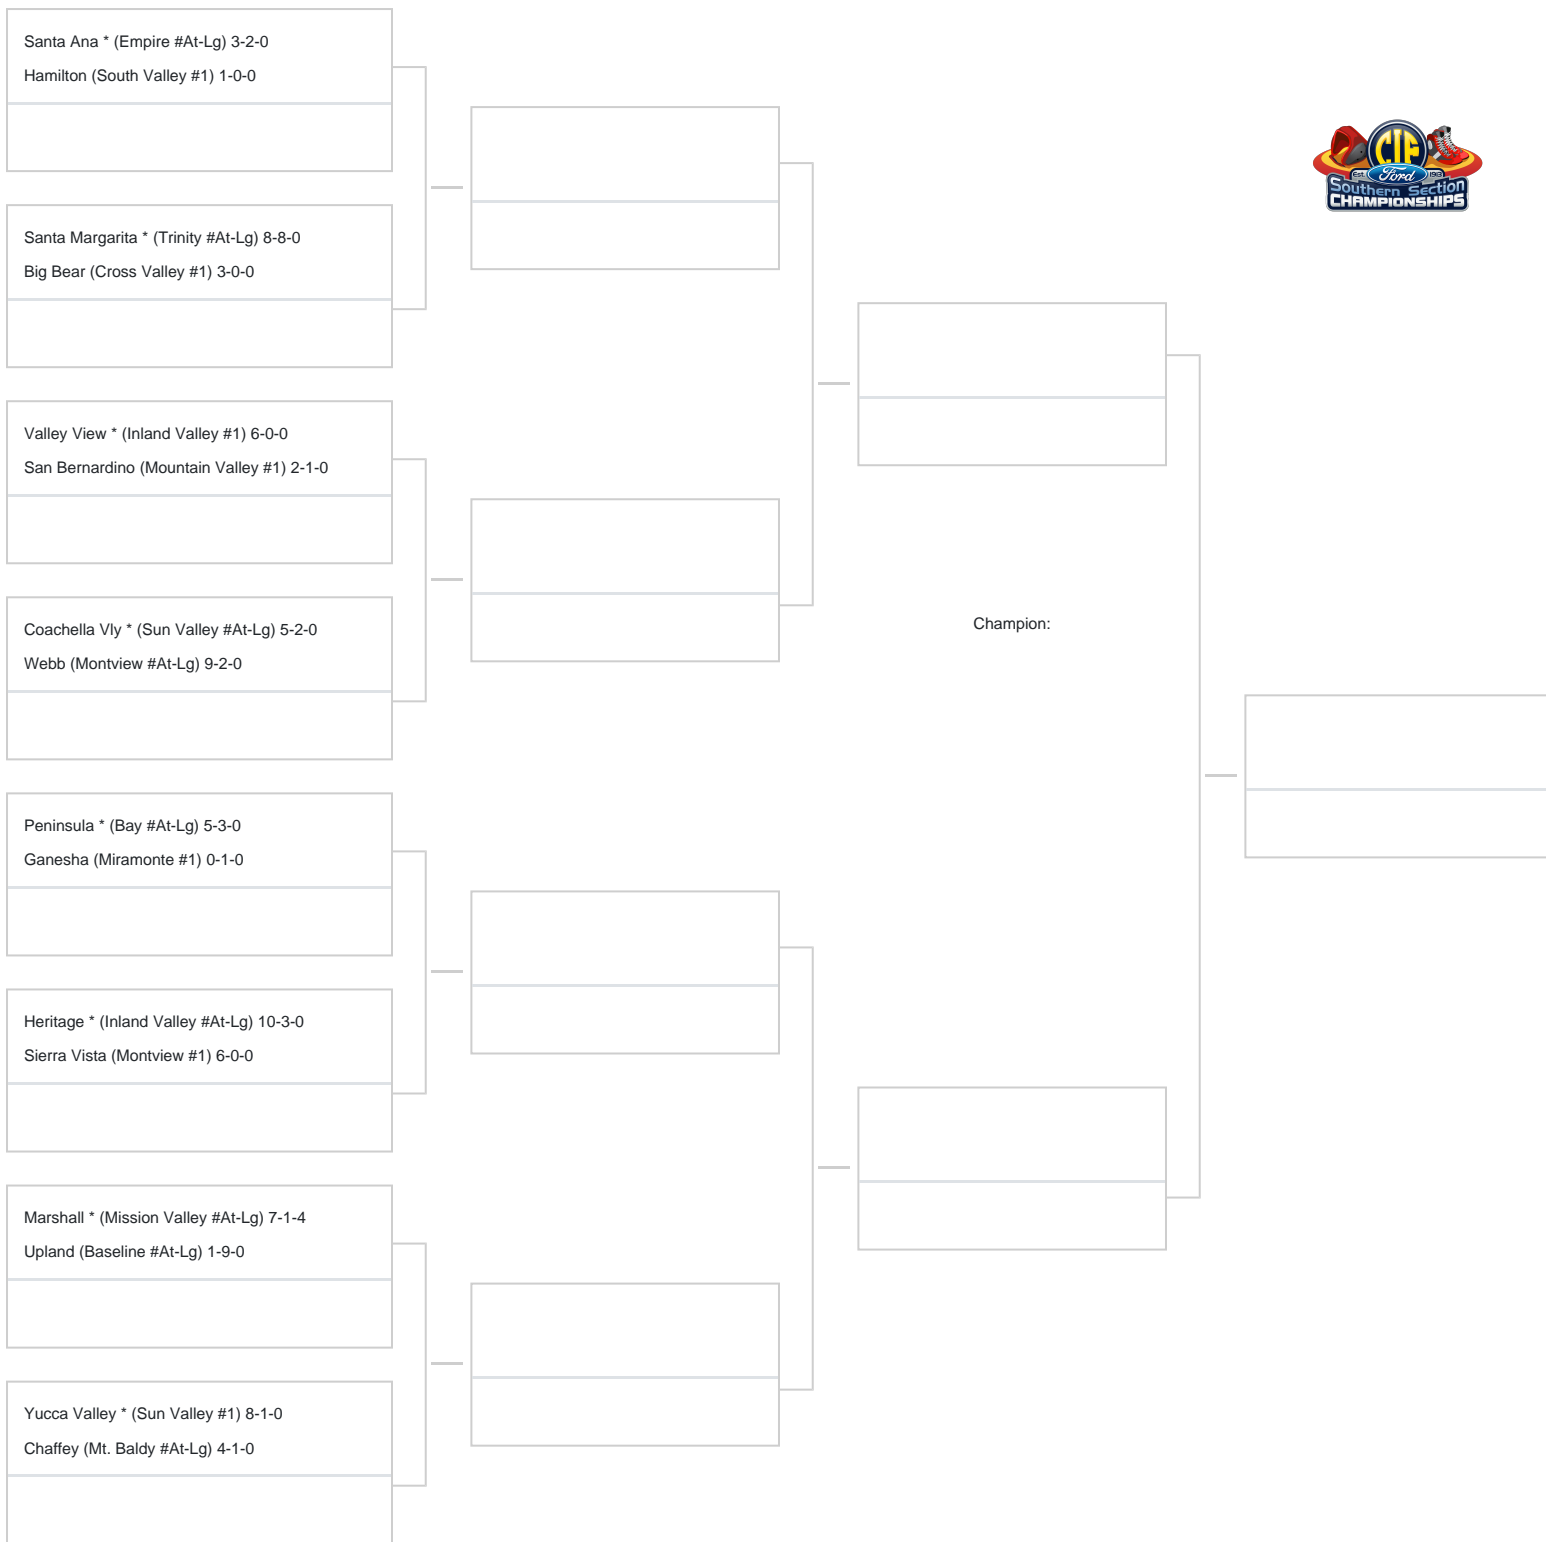 Santa Ana * (Empire #At-Lg) 3-2-0
Hamilton (South Valley #1) 1-0-0
Santa Margarita * (Trinity #At-Lg) 8-8-0
Big Bear (Cross Valley #1) 3-0-0
Valley View * (Inland Valley #1) 6-0-0
San Bernardino (Mountain Valley #1) 2-1-0
Coachella Vly * (Sun Valley #At-Lg) 5-2-0
Webb (Montview #At-Lg) 9-2-0
Peninsula * (Bay #At-Lg) 5-3-0
Ganesha (Miramonte #1) 0-1-0
Heritage * (Inland Valley #At-Lg) 10-3-0
Sierra Vista (Montview #1) 6-0-0
Marshall * (Mission Valley #At-Lg) 7-1-4
Upland (Baseline #At-Lg) 1-9-0
Yucca Valley * (Sun Valley #1) 8-1-0
Chaffey (Mt. Baldy #At-Lg) 4-1-0
Champion:
CIF
Est. Ford 1913
Southern Section
CHAMPIONSHIPS